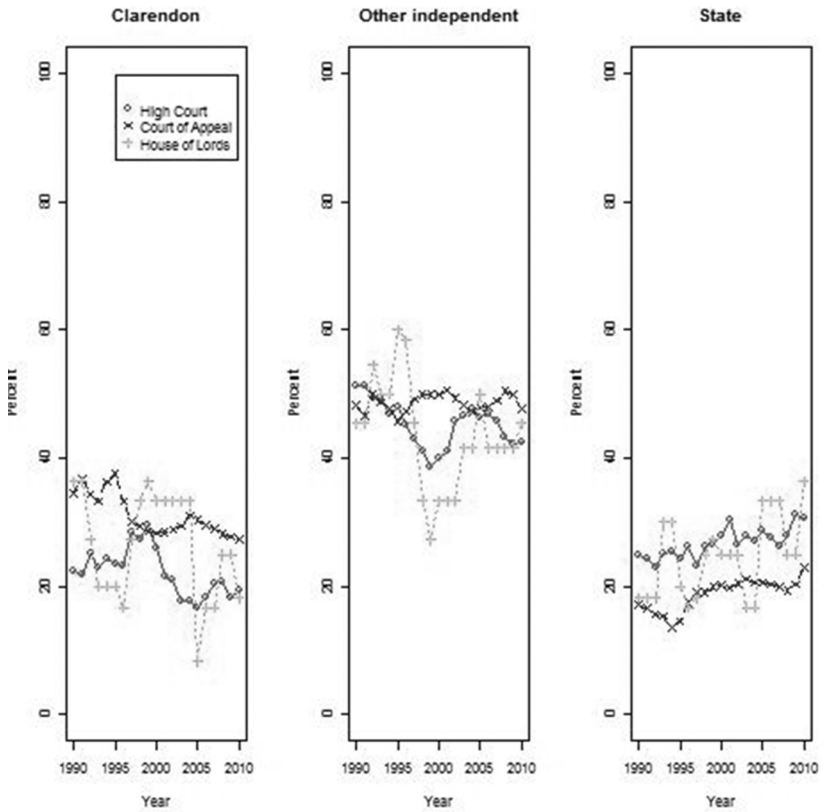 Clarendon
Other independent
State
High Court
Court of Appeal
House of Lords
100
80
60
40
20
0
Percent
1990 1995 2000 2005 2010
Year
100
80
60
40
20
0
Percent
1990 1995 2000 2005 2010
Year
100
80
60
40
20
0
Percent
1990 1995 2000 2005 2010
Year